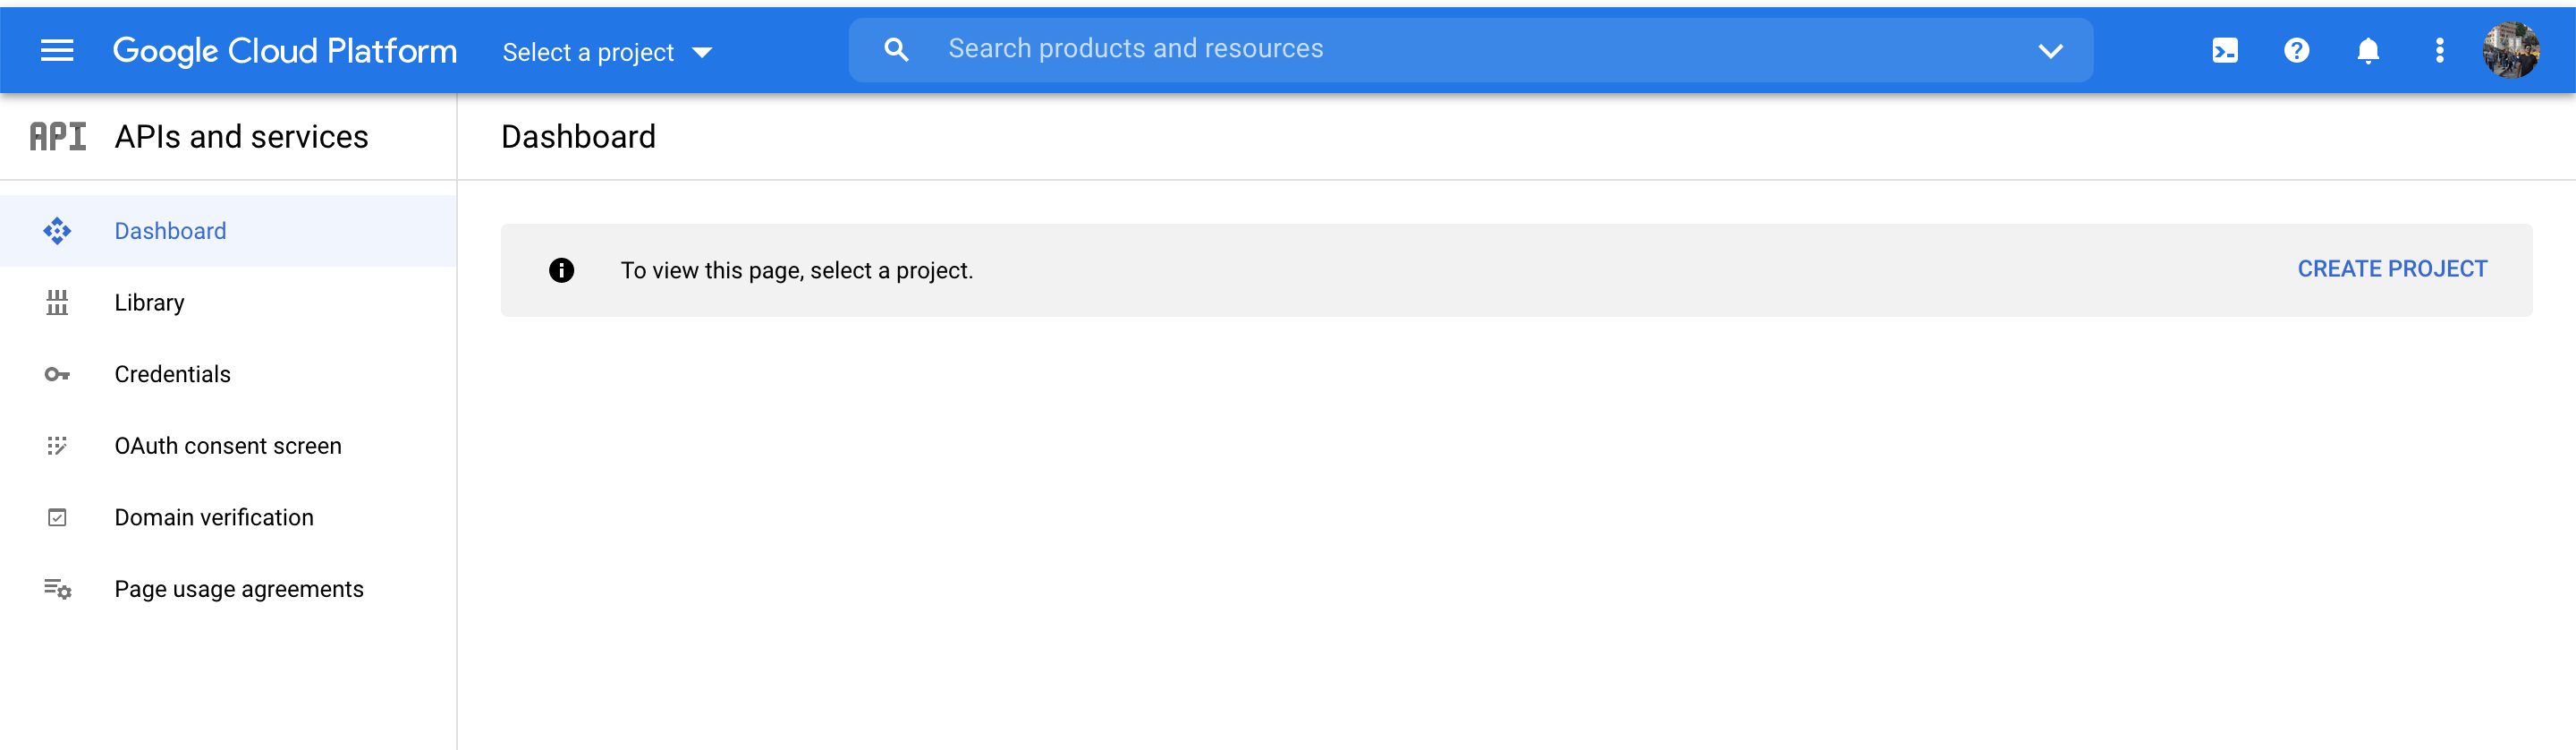 Google Cloud Platform
Select a project
Search products and resources
API APIs and services
Dashboard
Dashboard
Library
Credentials
OAuth consent screen
Domain verification
Page usage agreements
To view this page, select a project.
CREATE PROJECT